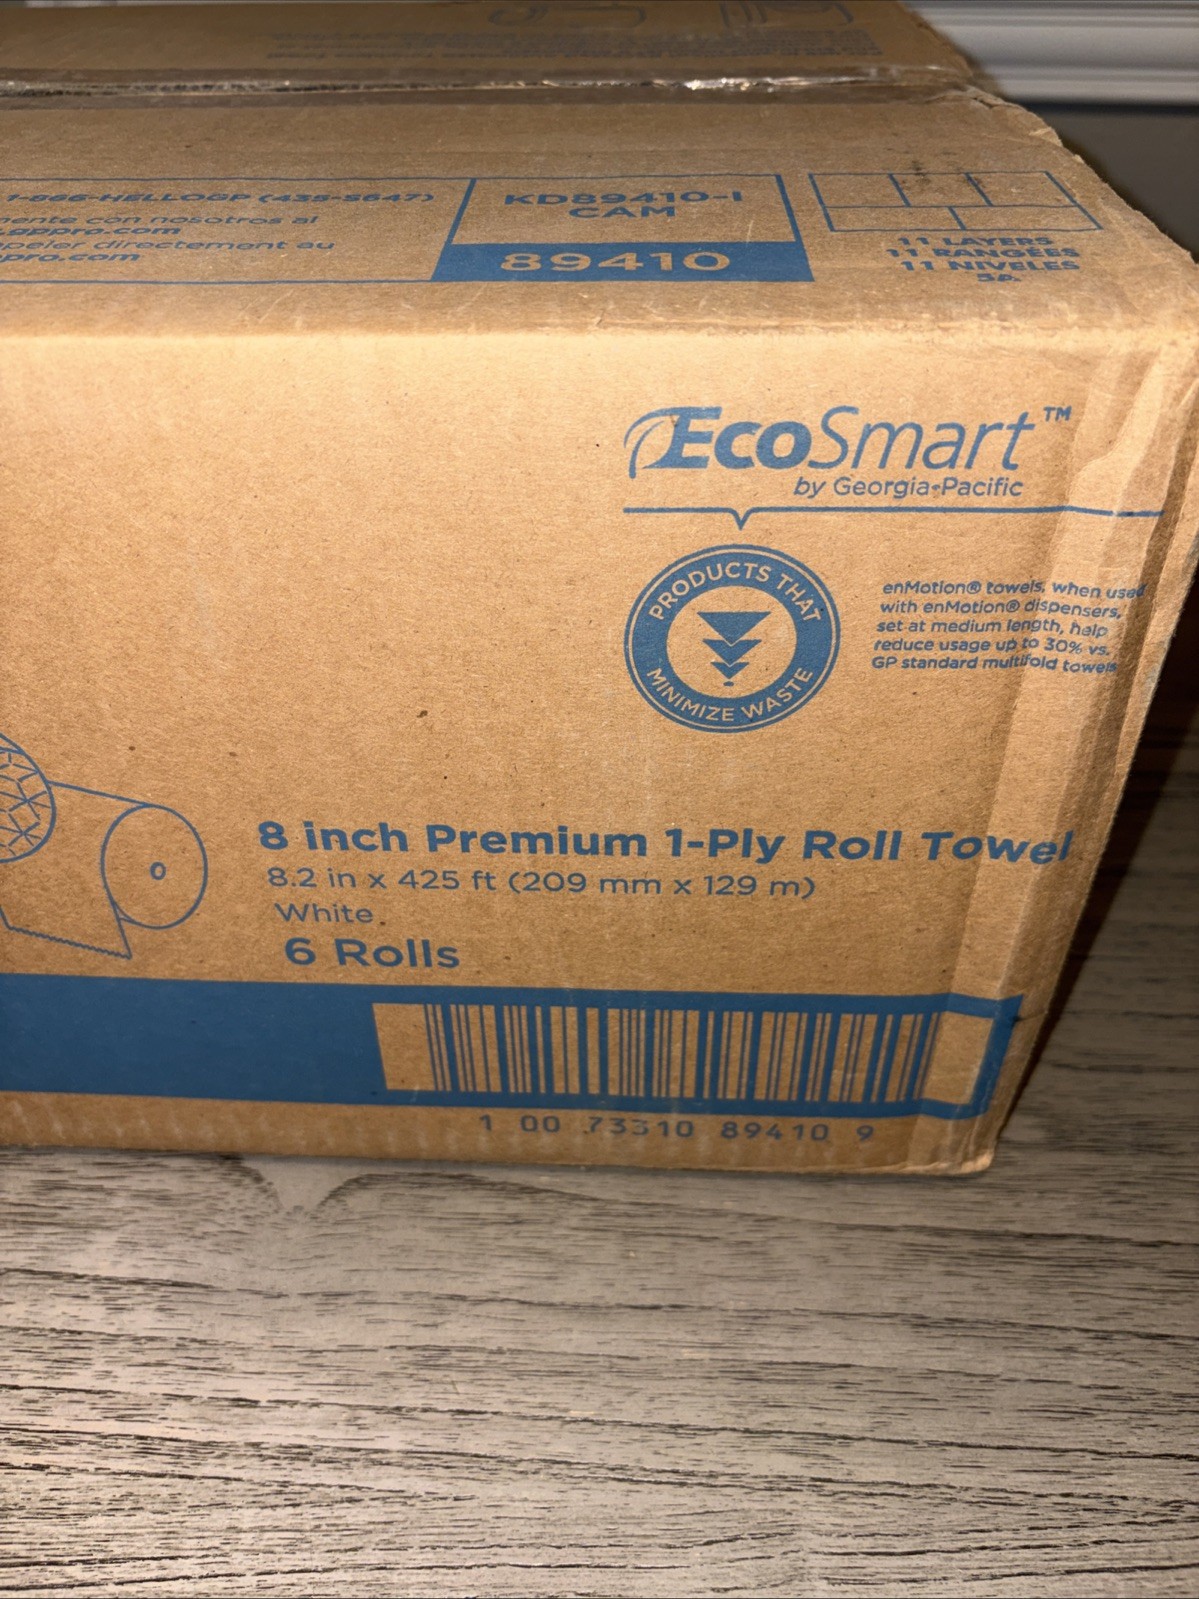 1-866-HELLOGP (435-5647)
mente con nosotros al
.gppro.com
peler directement au
pro.com
KD89410-I
CAM
89410
11 LAYERS
11 RANGÉES
11 NIVELES
EcoSmart™
by Georgia-Pacific
PRODUCTS THAT
MINIMIZE WASTE
enMotion® towels, when used
with enMotion® dispensers,
set at medium length, help
reduce usage up to 30% vs.
GP standard multifold towels
8 inch Premium 1-Ply Roll Towel
8.2 in x 425 ft (209 mm x 129 m)
White
6 Rolls
1 00 73310 89410 9